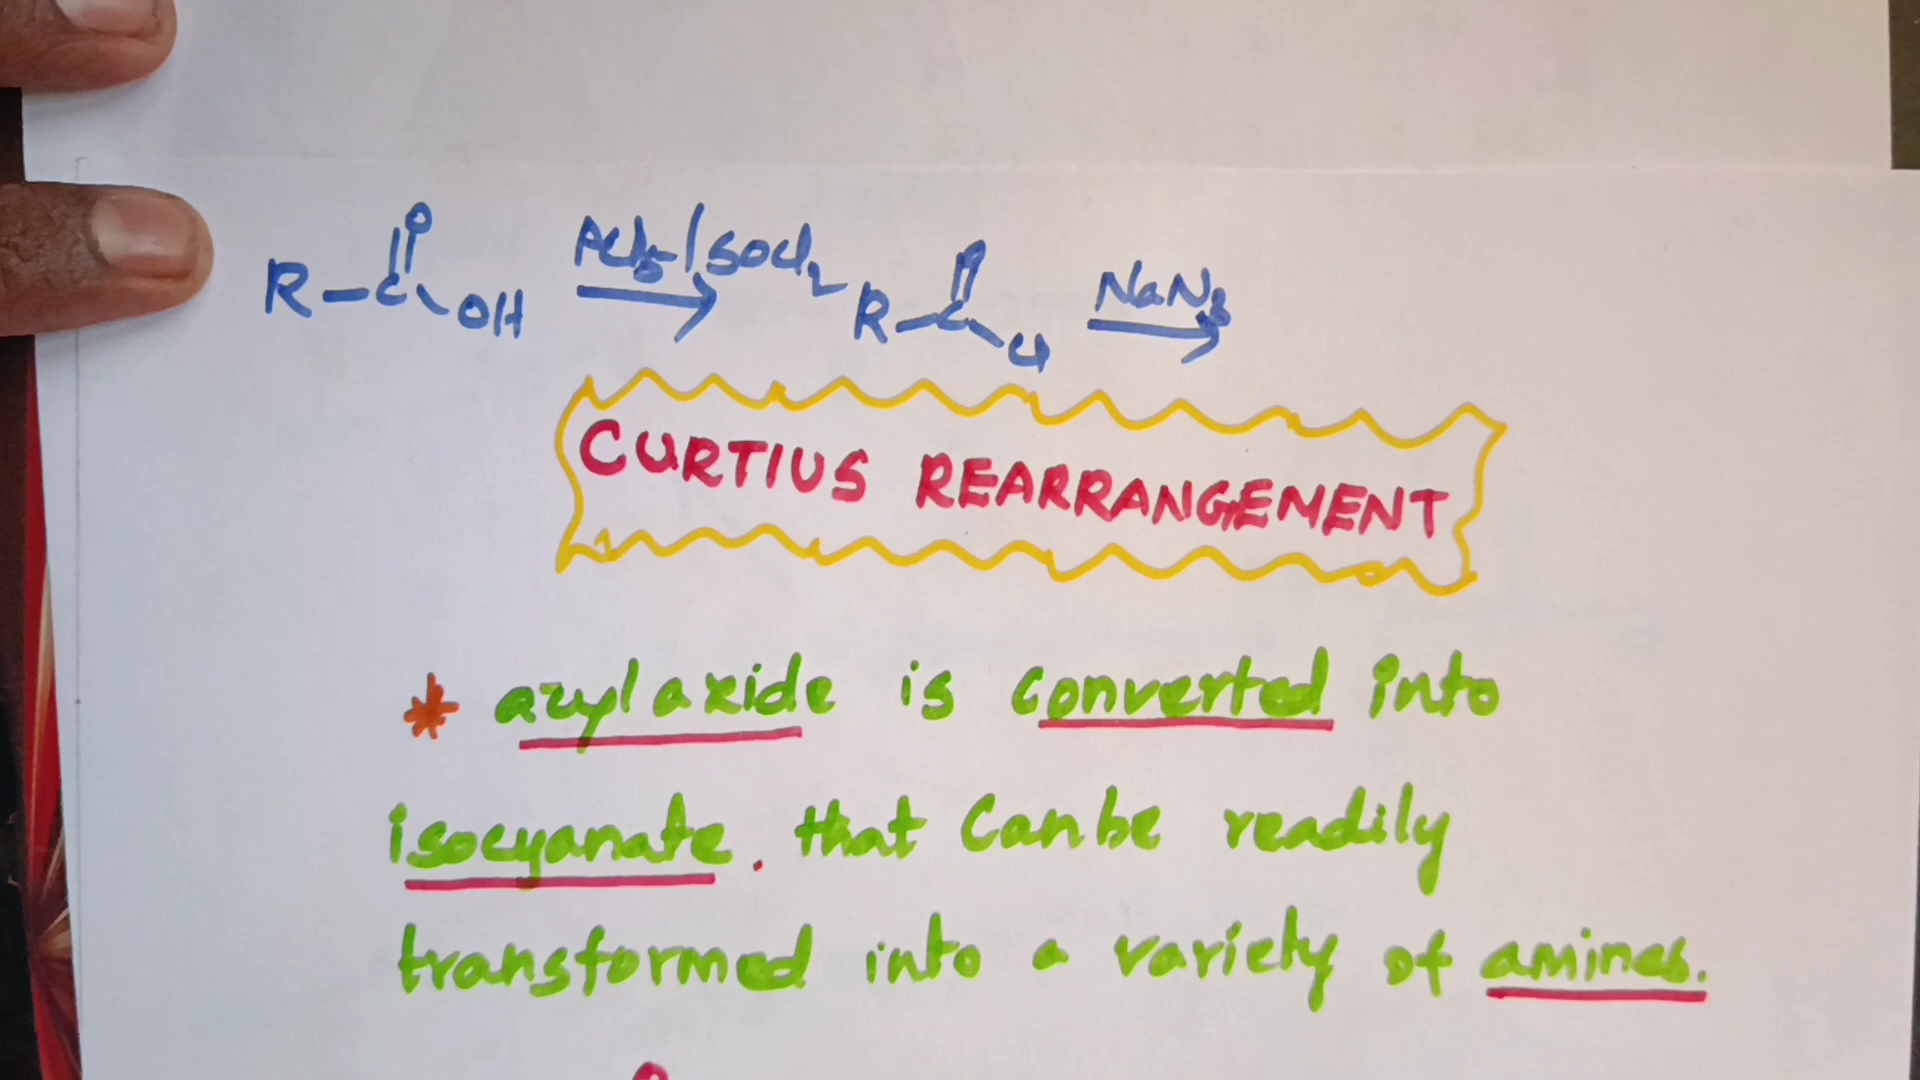 R-C(=O)-OH PCl5/SOCl2 R-C(=O)-Cl NaN3
CURTIUS REARRANGEMENT
* acyl azide is converted into
isocyanate. that can be readily
transformed into a variety of amines.